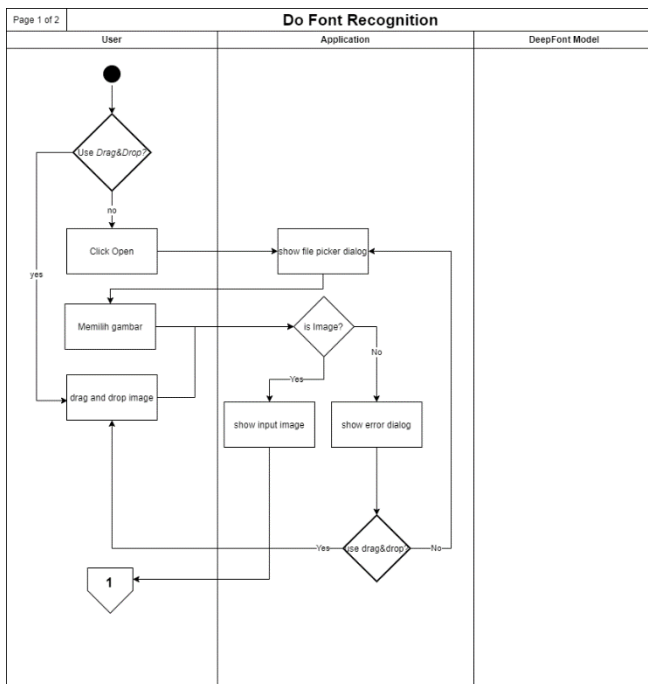 Page 1 of 2
Do Font Recognition
User
Application
DeepFont Model
Use Drag&Drop?
no
yes
Click Open
show file picker dialog
Memilih gambar
is Image?
No
Yes
drag and drop image
show input image
show error dialog
use drag&drop?
Yes
No
1